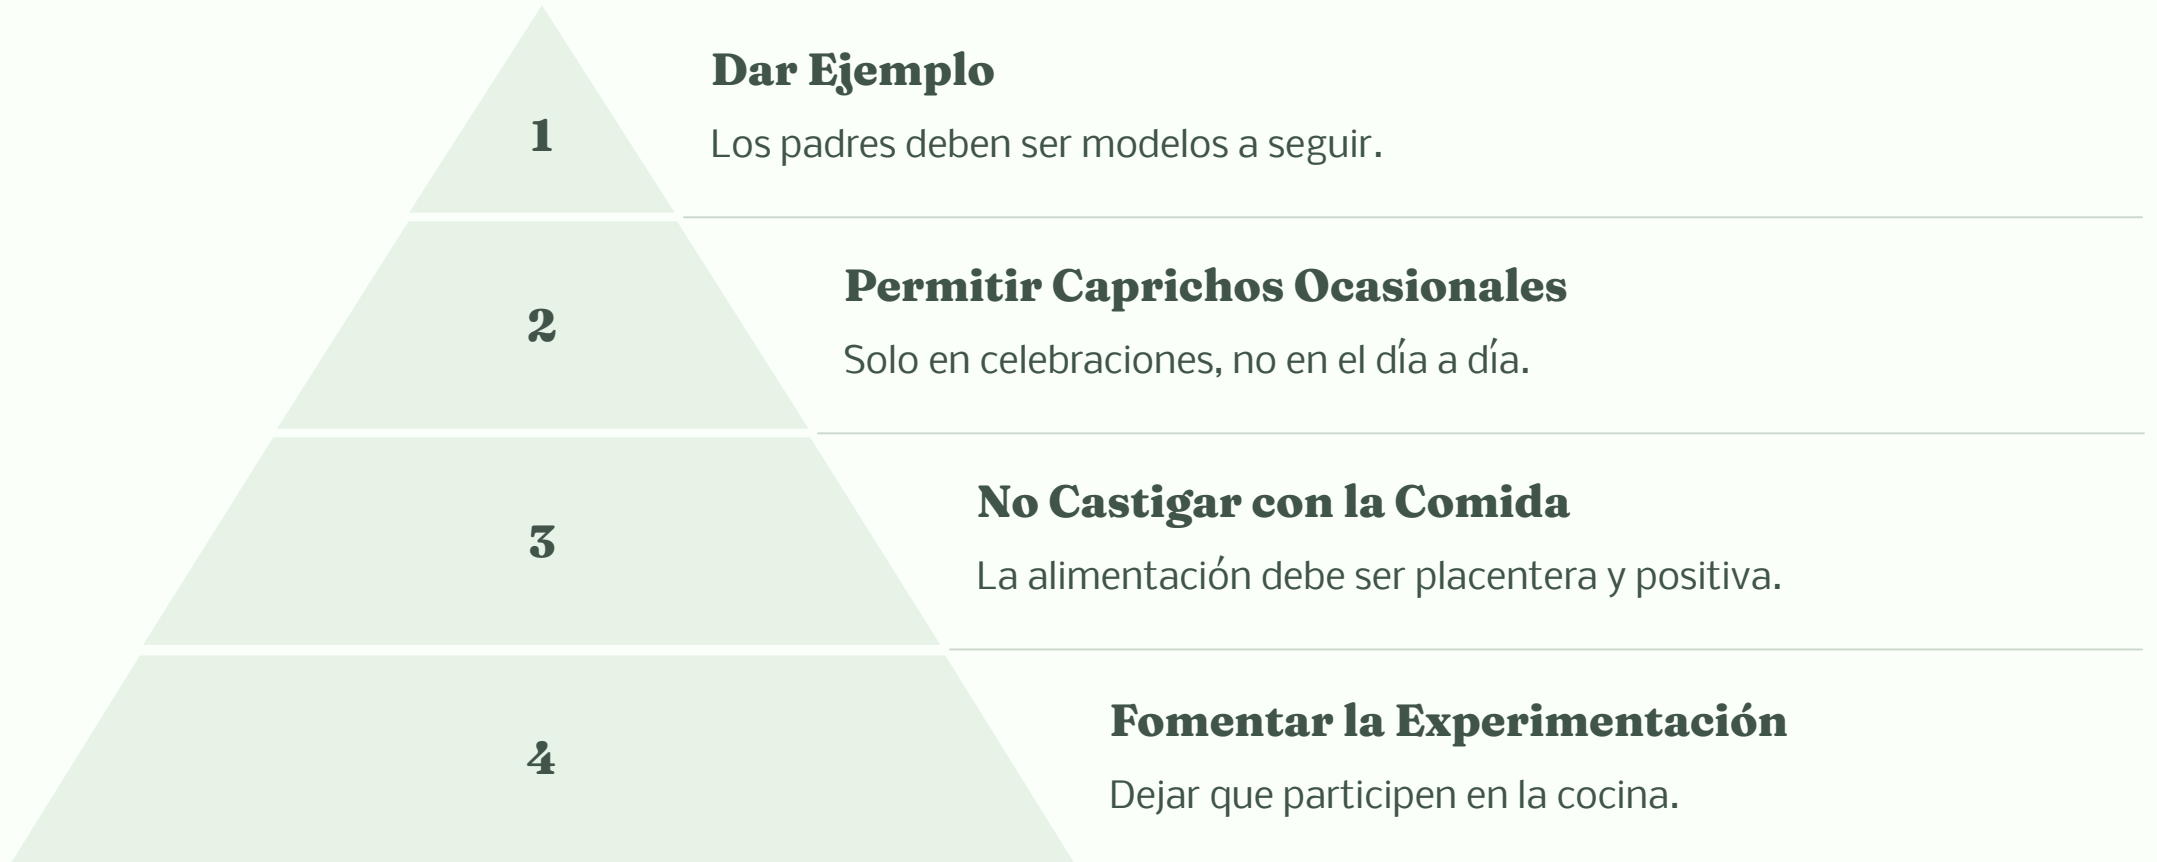 1
Dar Ejemplo
Los padres deben ser modelos a seguir.
2
Permitir Caprichos Ocasionales
Solo en celebraciones, no en el día a día.
3
No Castigar con la Comida
La alimentación debe ser placentera y positiva.
4
Fomentar la Experimentación
Dejar que participen en la cocina.